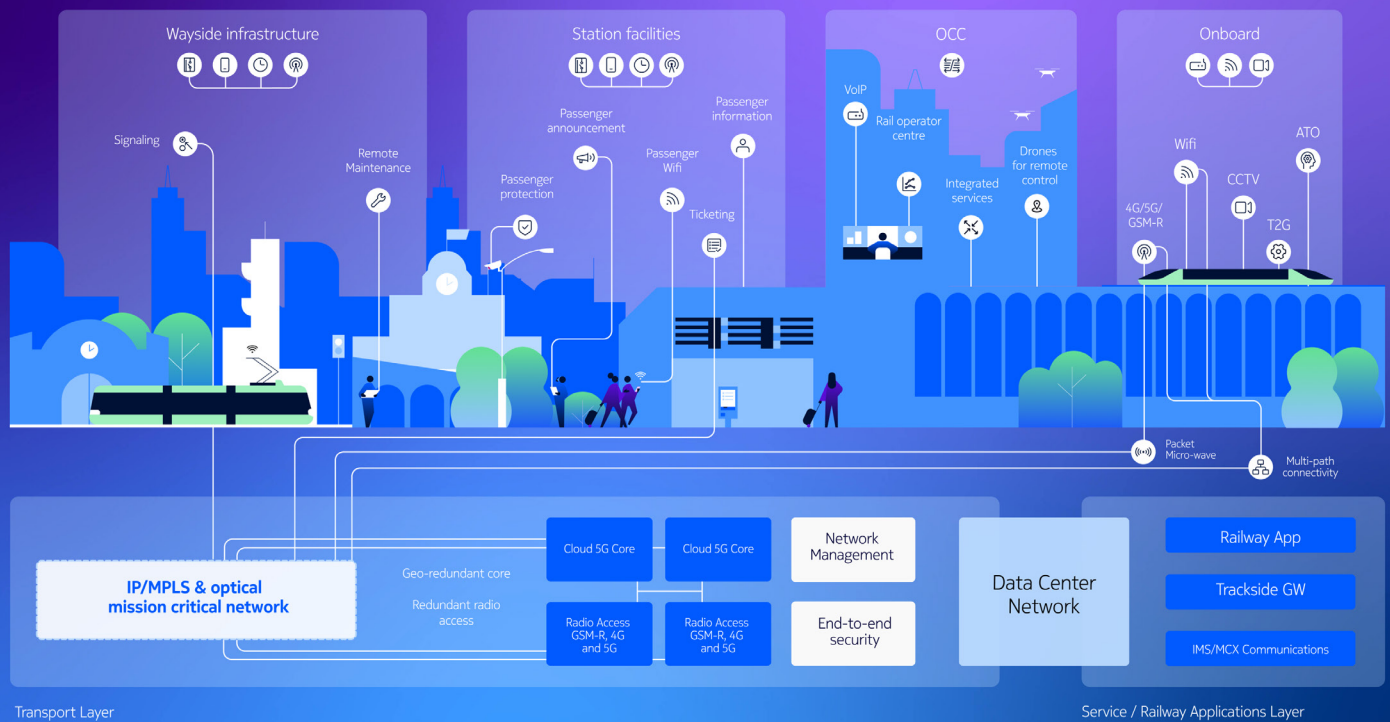 Wayside infrastructure
Station facilities
OCC
Onboard
Signaling
Remote
Maintenance
Passenger
announcement
Passenger
protection
Passenger
Wifi
Ticketing
Passenger
information
VoIP
Rail operator
centre
Integrated
services
Drones
for remote
control
4G/5G/
GSM-R
Wifi
CCTV
T2G
ATO
Packet
Micro-wave
Multi-path
connectivity
IP/MPLS & optical
mission critical network
Geo-redundant core
Redundant radio
access
Cloud 5G Core
Cloud 5G Core
Radio Access
GSM-R, 4G
and 5G
Radio Access
GSM-R, 4G
and 5G
Network
Management
End-to-end
security
Data Center
Network
Railway App
Trackside GW
IMS/MCX Communications
Transport Layer
Service / Railway Applications Layer